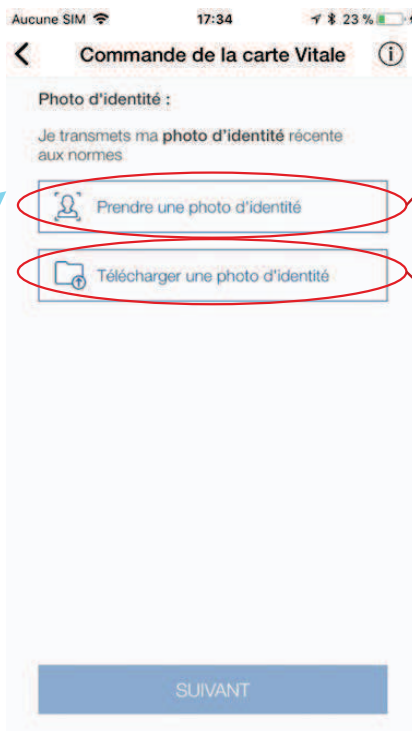 Aucune SIM 17:34 23 %
Commande de la carte Vitale
Photo d'identité :
Je transmets ma photo d'identité récente
aux normes
Prendre une photo d'identité
Télécharger une photo d'identité
SUIVANT